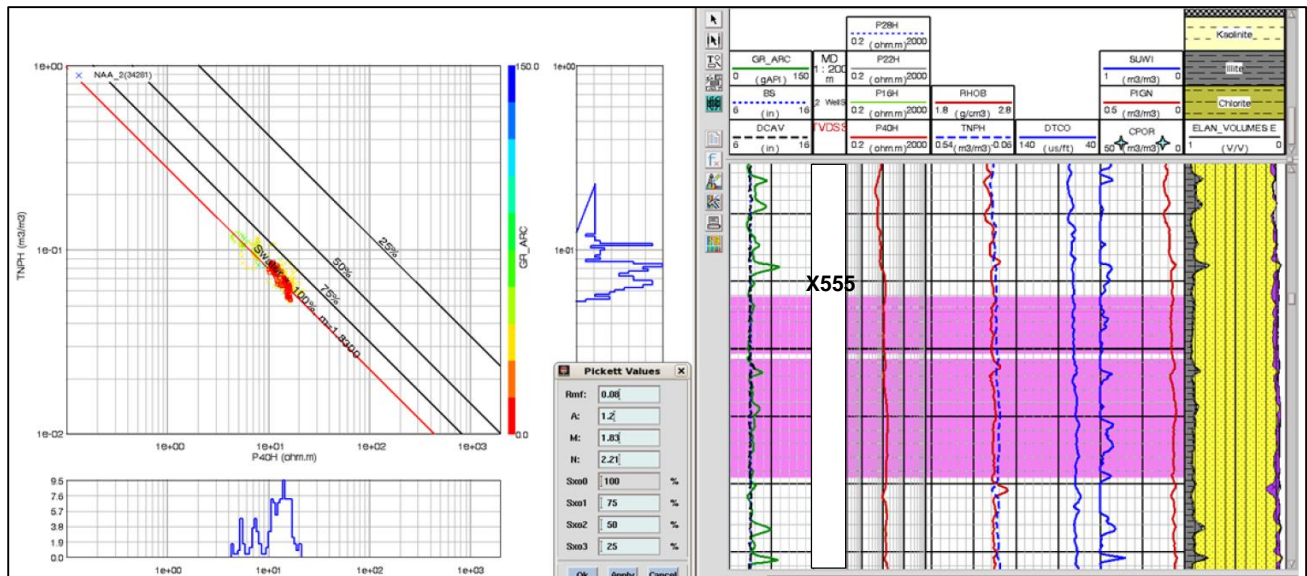 1e+00
NAA_2(34281)
150.0
1e+00
25%
50%
75%
100%
m=1.8300
1e-01
1e-01
TNPH (m3/m3)
GR_ARC
1e-02
0.0
1e+00
1e+01
1e+02
1e+03
P40H (ohm.m)
9.5
7.6
5.7
3.8
1.9
0.0
1e+00
1e+01
1e+02
1e+03
Pickett Values
Rmf: 0.08
A: 1.2
M: 1.83
N: 2.21
Sxo0 100 %
Sxo1 75 %
Sxo2 50 %
Sxo3 25 %
Ok Apply Cancel
P28H
0.2 (ohm.m) 2000
Kaolinite
GR_ARC
0 (gAPI) 150
MD
1 : 200
m
P22H
0.2 (ohm.m) 2000
SUWI
1 (m3/m3) 0
Illite
BS
6 (in) 16
P16H
0.2 (ohm.m) 2000
RHOB
1.8 (g/cm3) 2.8
PIGN
0.5 (m3/m3) 0
Chlorite
DCAV
6 (in) 16
TVDSS
P40H
0.2 (ohm.m) 2000
TNPH
0.54 (m3/m3) -0.06
DTCO
140 (us/ft) 40
CPOR
50 (m3/m3) 0
ELAN_VOLUMES E
1 (V/V) 0
X555